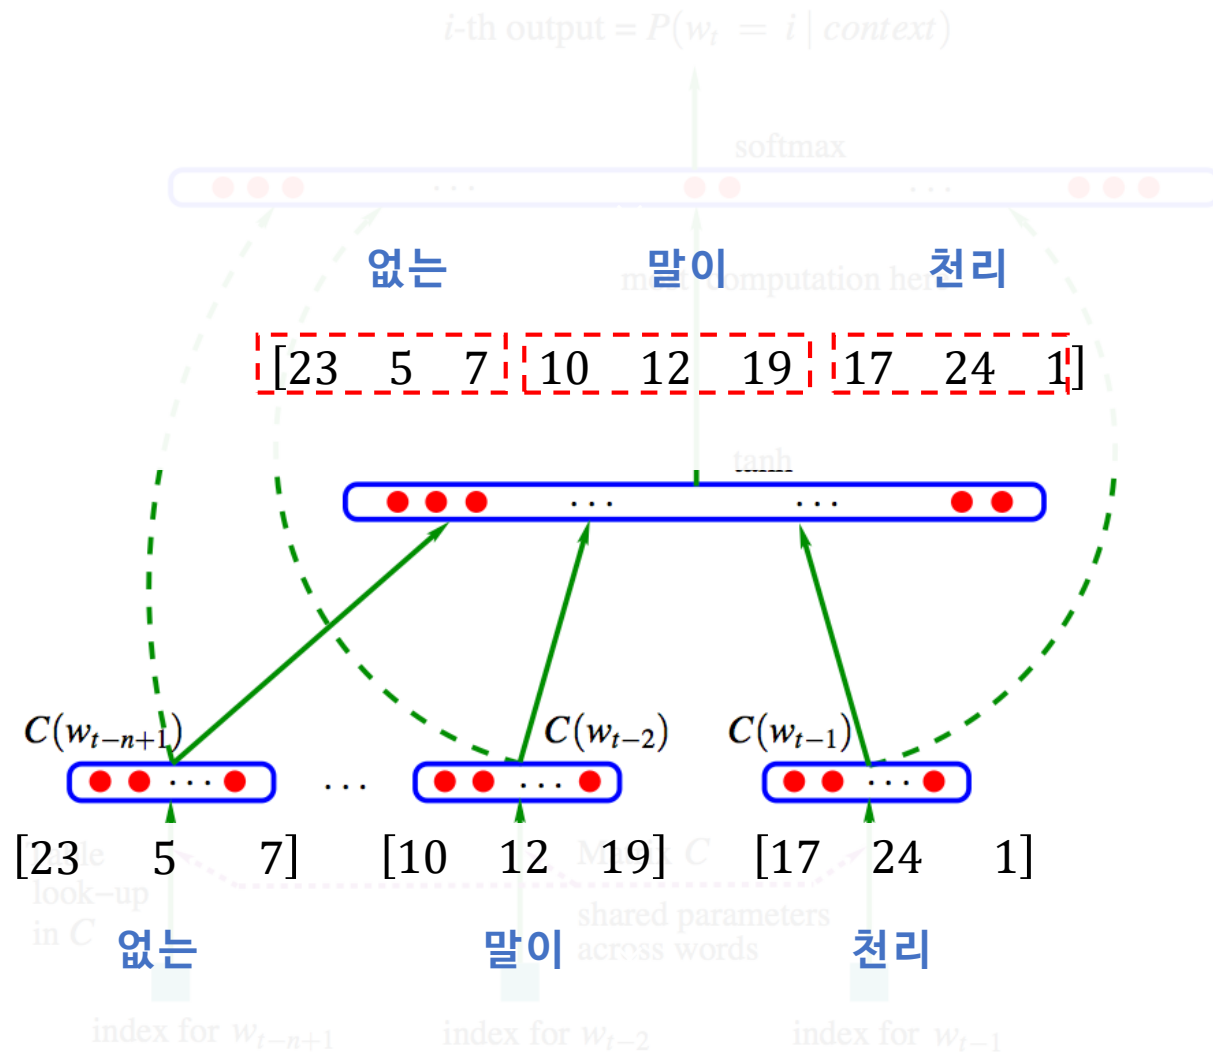 i-th output = P(w_t = i | context)
softmax
없는 말이 천리
most computation here
[23 5 7 10 12 19 17 24 1]
tanh
C(w_{t−n+1}) C(w_{t−2}) C(w_{t−1})
[23 5 7] [10 12 19] [17 24 1]
Table look−up in C
Matrix C
shared parameters across words
없는 말이 천리
index for w_{t−n+1} index for w_{t−2} index for w_{t−1}